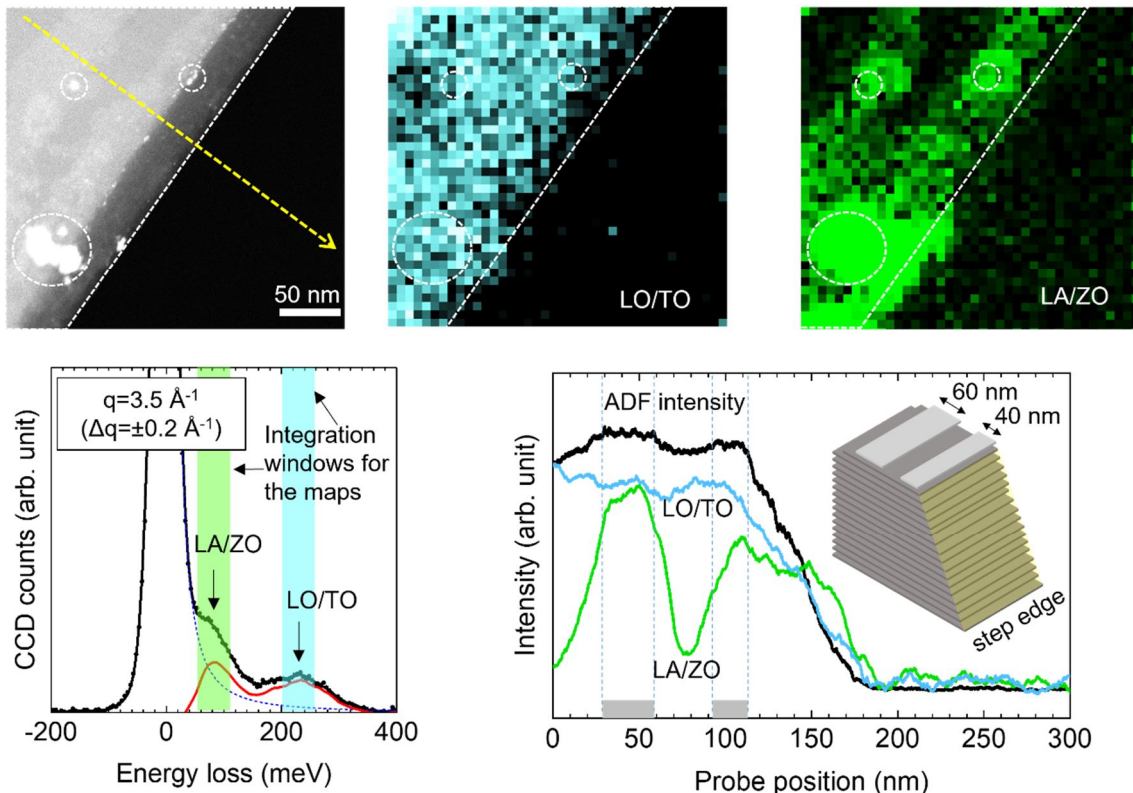 50 nm
LO/TO
LA/ZO
q=3.5 Å⁻¹
(Δq=±0.2 Å⁻¹)
Integration
windows for
the maps
LA/ZO
LO/TO
CCD counts (arb. unit)
-200
0
200
400
Energy loss (meV)
ADF intensity
60 nm
40 nm
LO/TO
LA/ZO
step edge
Intensity (arb. unit)
0
50
100
150
200
250
300
Probe position (nm)